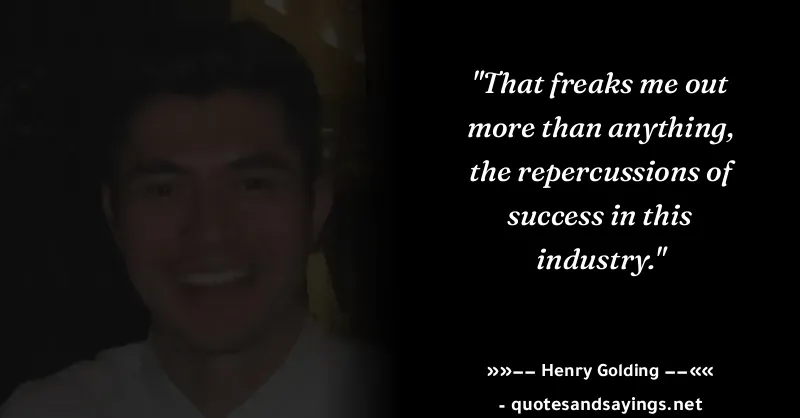 "That freaks me out
more than anything,
the repercussions of
success in this
industry."
»»−− Henry Golding −−««
- quotesandsayings.net